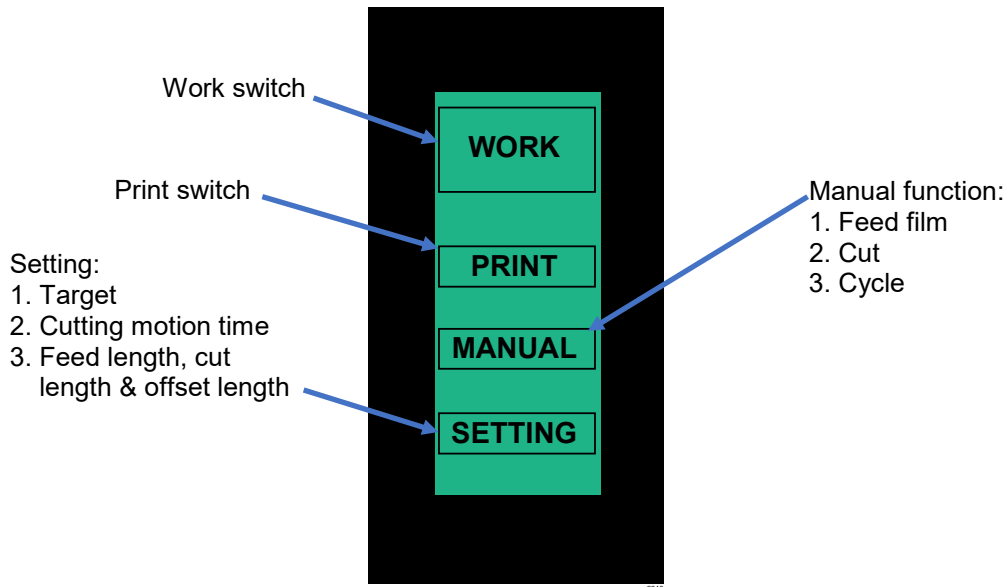 Work switch
WORK
Print switch
Manual function:
1. Feed film
2. Cut
3. Cycle
PRINT
Setting:
1. Target
2. Cutting motion time
3. Feed length, cut
length & offset length
MANUAL
SETTING